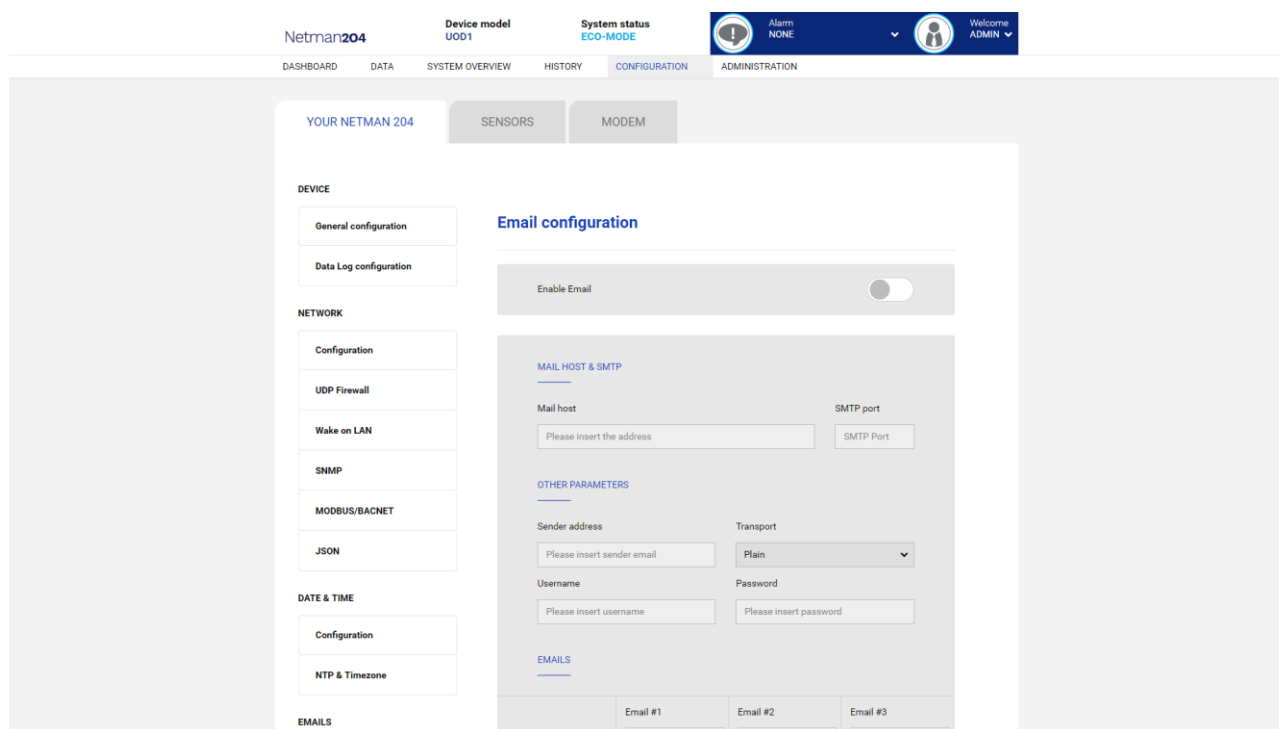 Netman204
Device model
UOD1
System status
ECO-MODE
Alarm
NONE
Welcome
ADMIN
DASHBOARD DATA SYSTEM OVERVIEW HISTORY CONFIGURATION ADMINISTRATION
YOUR NETMAN 204 SENSORS MODEM
DEVICE
General configuration
Data Log configuration
NETWORK
Configuration
UDP Firewall
Wake on LAN
SNMP
MODBUS/BACNET
JSON
DATE & TIME
Configuration
NTP & Timezone
EMAILS
Email configuration
Enable Email
MAIL HOST & SMTP
Mail host SMTP port
Please insert the address SMTP Port
OTHER PARAMETERS
Sender address Transport
Please insert sender email Plain
Username Password
Please insert username Please insert password
EMAILS
Email #1 Email #2 Email #3